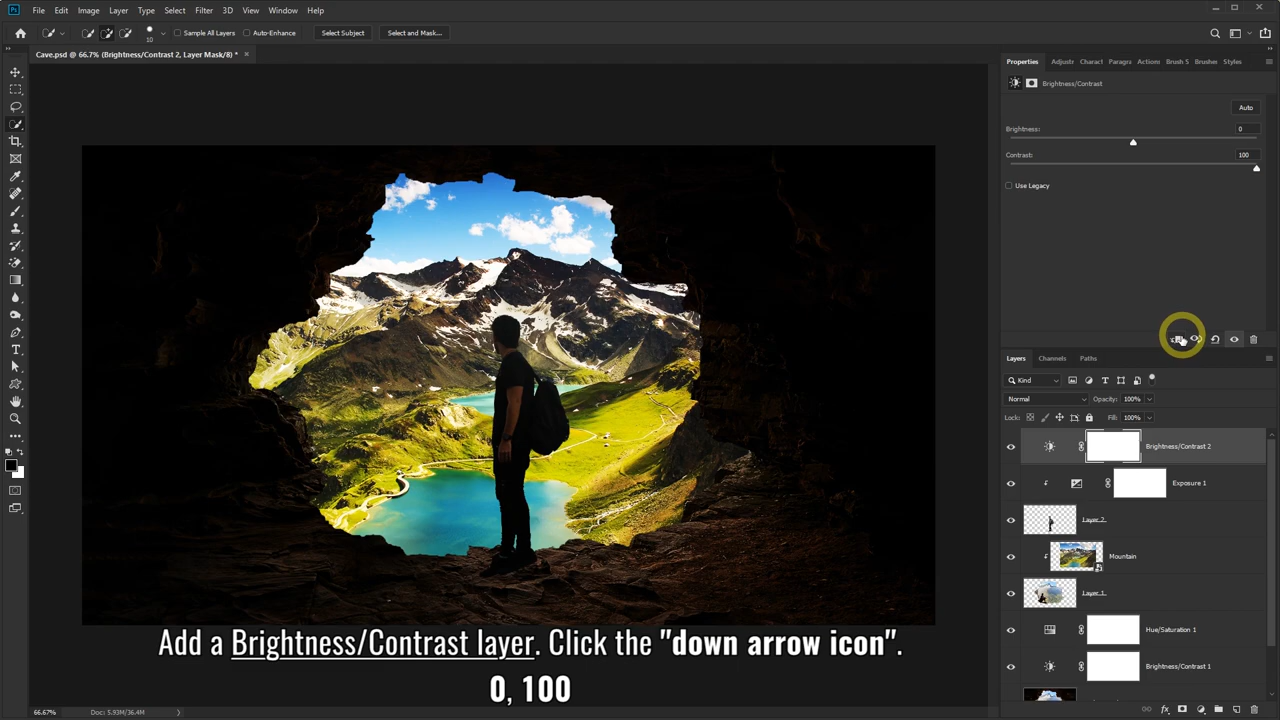 Ps File Edit Image Layer Type Select Filter 3D View Window Help
10 Sample All Layers Auto-Enhance Select Subject Select and Mask...
Cave.psd @ 66.7% (Brightness/Contrast 2, Layer Mask/8) * ×
Properties Adjustr Charact Paragra Actions Brush S Brushes Styles
Brightness/Contrast
Auto
Brightness: 0
Contrast: 100
Use Legacy
Layers Channels Paths
Kind
Normal Opacity: 100%
Lock: Fill: 100%
Brightness/Contrast 2
Exposure 1
Layer 2
Mountain
Layer 1
Hue/Saturation 1
Brightness/Contrast 1
Add a Brightness/Contrast layer. Click the "down arrow icon".
0, 100
66.67% Doc: 5.93M/36.4M